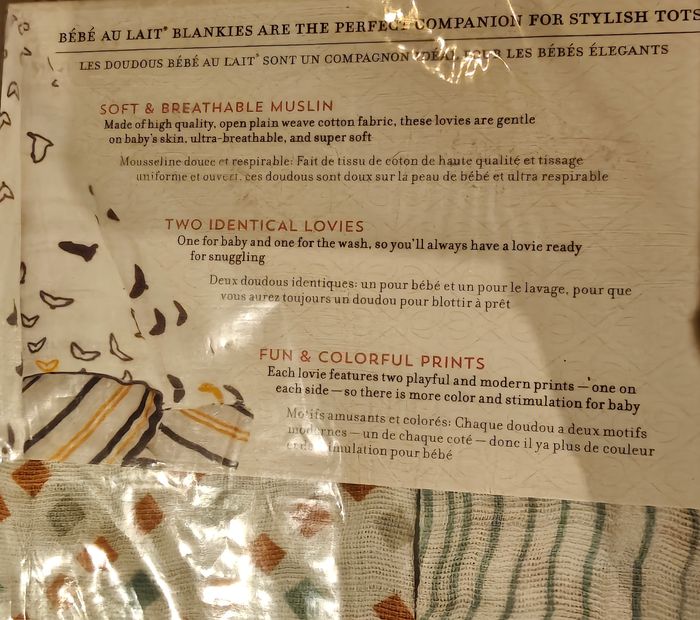 BÉBÉ AU LAIT® BLANKIES ARE THE PERFECT COMPANION FOR STYLISH TOTS
LES DOUDOUS BÉBÉ AU LAIT® SONT UN COMPAGNON IDÉAL POUR LES BÉBÉS ÉLÉGANTS
SOFT & BREATHABLE MUSLIN
Made of high quality, open plain weave cotton fabric, these lovies are gentle
on baby's skin, ultra-breathable, and super soft
Mousseline douce et respirable: Fait de tissu de coton de haute qualité et tissage
uniforme et ouvert, ces doudous sont doux sur la peau de bébé et ultra respirable
TWO IDENTICAL LOVIES
One for baby and one for the wash, so you'll always have a lovie ready
for snuggling
Deux doudous identiques: un pour bébé et un pour le lavage, pour que
vous aurez toujours un doudou pour blottir à prêt
FUN & COLORFUL PRINTS
Each lovie features two playful and modern prints — one on
each side — so there is more color and stimulation for baby
Motifs amusants et colorés: Chaque doudou a deux motifs
modernes — un de chaque coté — donc il ya plus de couleur
et de stimulation pour bébé